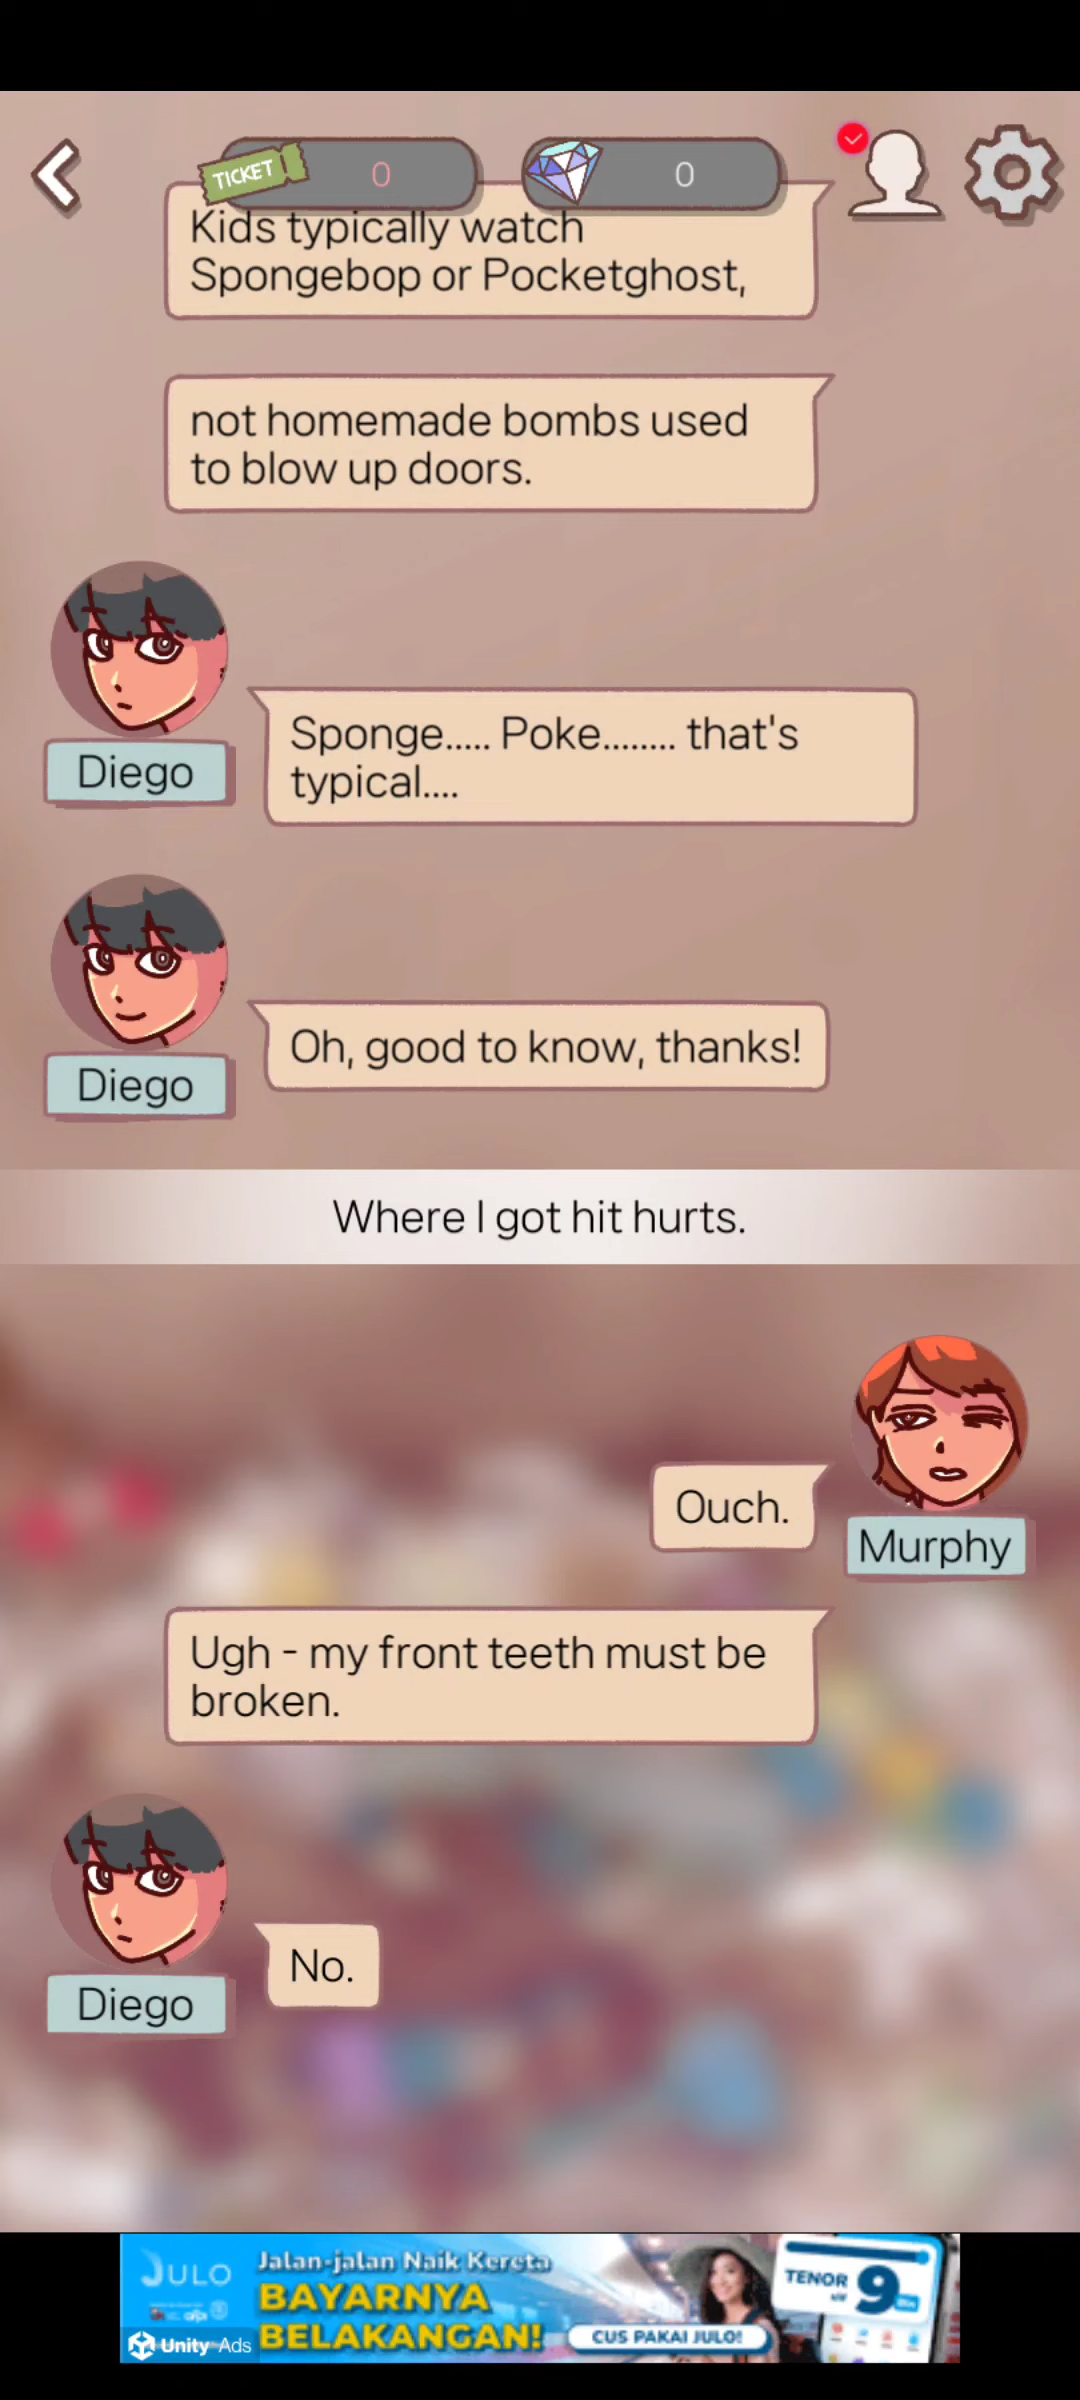 TICKET
0
0
Kids typically watch
Spongebop or Pocketghost,
not homemade bombs used
to blow up doors.
Sponge..... Poke........ that's
typical....
Diego
Oh, good to know, thanks!
Diego
Where I got hit hurts.
Ouch.
Murphy
Ugh - my front teeth must be
broken.
No.
Diego
JULO
Jalan-jalan Naik Kereta
BAYARNYA
BELAKANGAN!
Unity Ads
CUS PAKAI JULO!
TENOR
9